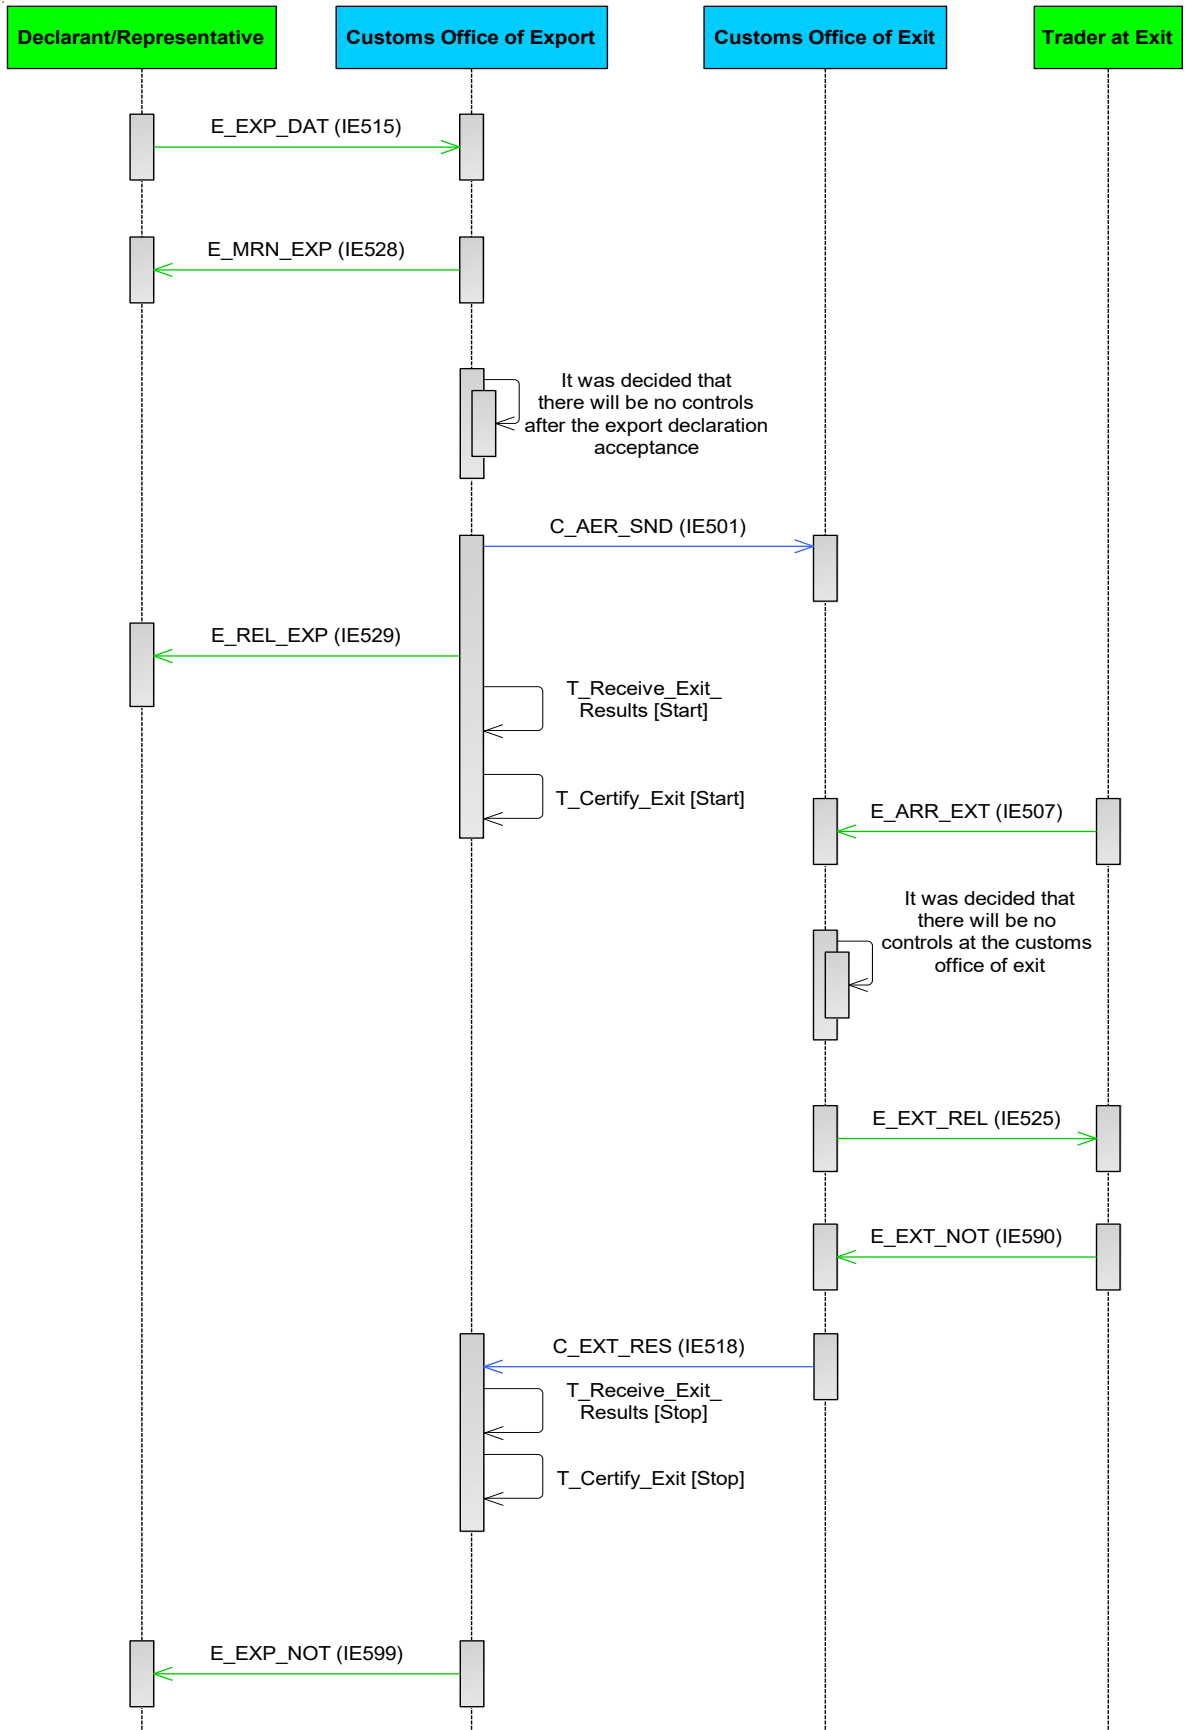 Declarant/Representative
Customs Office of Export
Customs Office of Exit
Trader at Exit
E_EXP_DAT (IE515)
E_MRN_EXP (IE528)
It was decided that
there will be no controls
after the export declaration
acceptance
C_AER_SND (IE501)
E_REL_EXP (IE529)
T_Receive_Exit_
Results [Start]
T_Certify_Exit [Start]
E_ARR_EXT (IE507)
It was decided that
there will be no
controls at the customs
office of exit
E_EXT_REL (IE525)
E_EXT_NOT (IE590)
C_EXT_RES (IE518)
T_Receive_Exit_
Results [Stop]
T_Certify_Exit [Stop]
E_EXP_NOT (IE599)